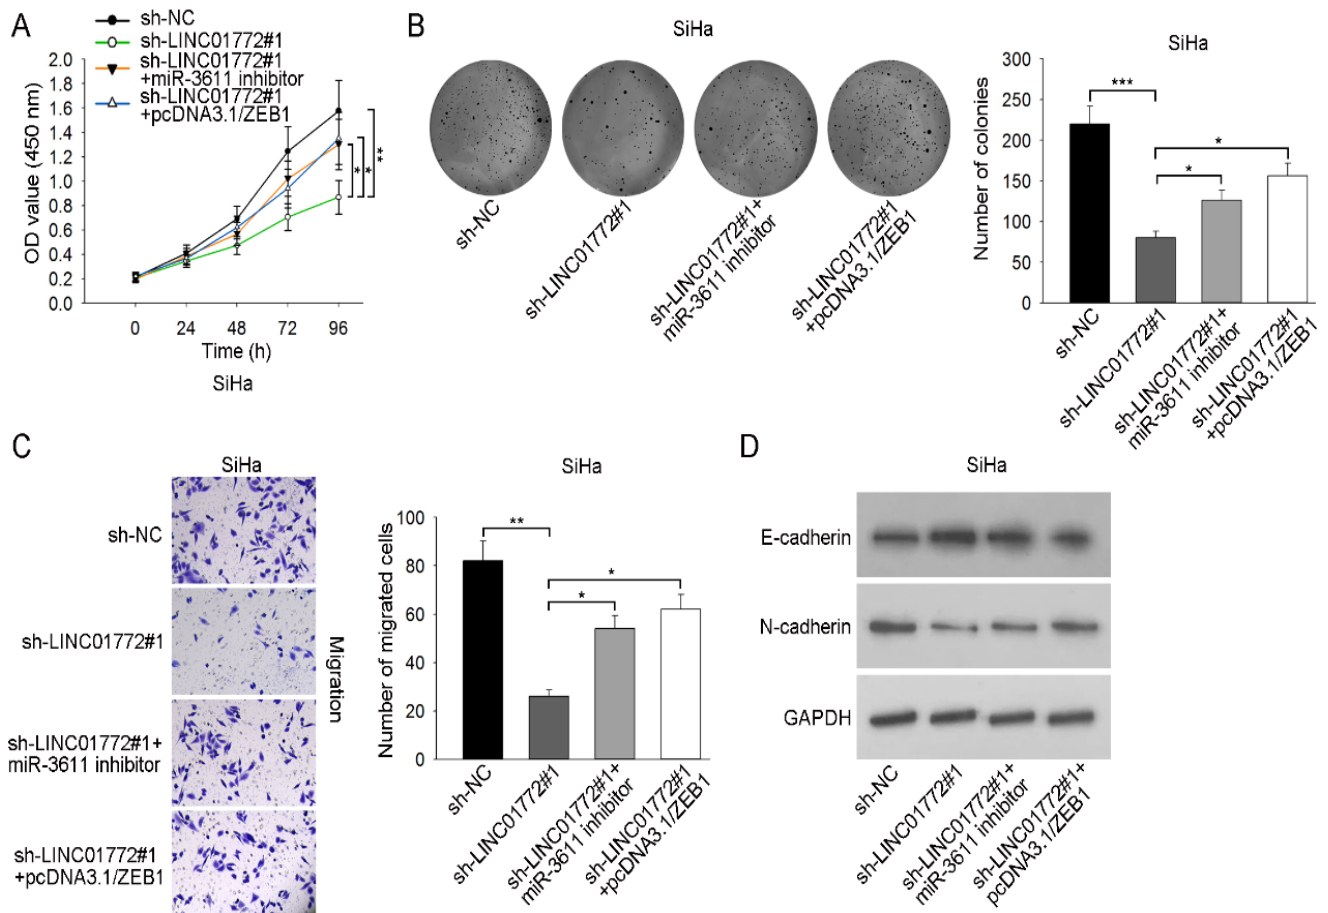 A
sh-NC
sh-LINC01772#1
sh-LINC01772#1
+miR-3611 inhibitor
sh-LINC01772#1
+pcDNA3.1/ZEB1
OD value (450 nm)
2.0
1.8
1.6
1.4
1.2
1.0
0.8
0.6
0.4
0.2
0.0
*
*
**
0 24 48 72 96
Time (h)
SiHa
B
SiHa
sh-NC
sh-LINC01772#1
sh-LINC01772#1+
miR-3611 inhibitor
sh-LINC01772#1
+pcDNA3.1/ZEB1
SiHa
Number of colonies
300
250
200
150
100
50
0
***
*
*
sh-NC
sh-LINC01772#1
sh-LINC01772#1+
miR-3611 inhibitor
sh-LINC01772#1
+pcDNA3.1/ZEB1
C
SiHa
sh-NC
sh-LINC01772#1
sh-LINC01772#1+
miR-3611 inhibitor
sh-LINC01772#1
+pcDNA3.1/ZEB1
Migration
SiHa
Number of migrated cells
100
80
60
40
20
0
**
*
*
sh-NC
sh-LINC01772#1
sh-LINC01772#1+
miR-3611 inhibitor
sh-LINC01772#1
+pcDNA3.1/ZEB1
D
SiHa
E-cadherin
N-cadherin
GAPDH
sh-NC
sh-LINC01772#1
sh-LINC01772#1+
miR-3611 inhibitor
sh-LINC01772#1+
pcDNA3.1/ZEB1